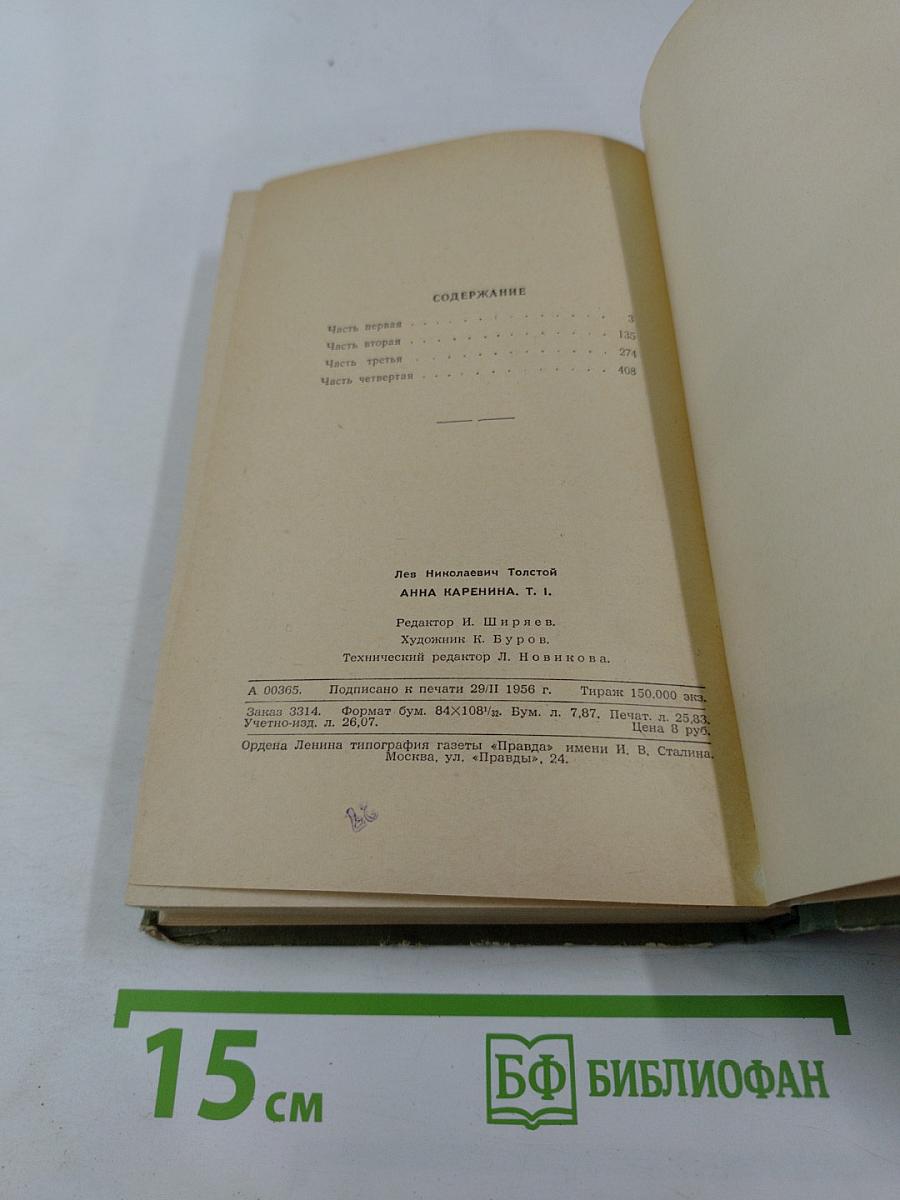 СОДЕРЖАНИЕ
Часть первая . . . . . . . . . . . . . . . 3
Часть вторая . . . . . . . . . . . . . . . 135
Часть третья . . . . . . . . . . . . . . . 274
Часть четвертая . . . . . . . . . . . . . . 408
Лев Николаевич Толстой
АННА КАРЕНИНА. Т. I.
Редактор И. Ширяев.
Художник К. Буров.
Технический редактор Л. Новикова.
А 00365. Подписано к печати 29/II 1956 г. Тираж 150.000 экз.
Заказ 3314. Формат бум. 84×108¹/₃₂. Бум. л. 7,87. Печат. л. 25,83.
Учетно-изд. л. 26,07. Цена 8 руб.
Ордена Ленина типография газеты «Правда» имени И. В. Сталина.
Москва, ул. «Правды», 24.
15 см
БФ БИБЛИОФАН